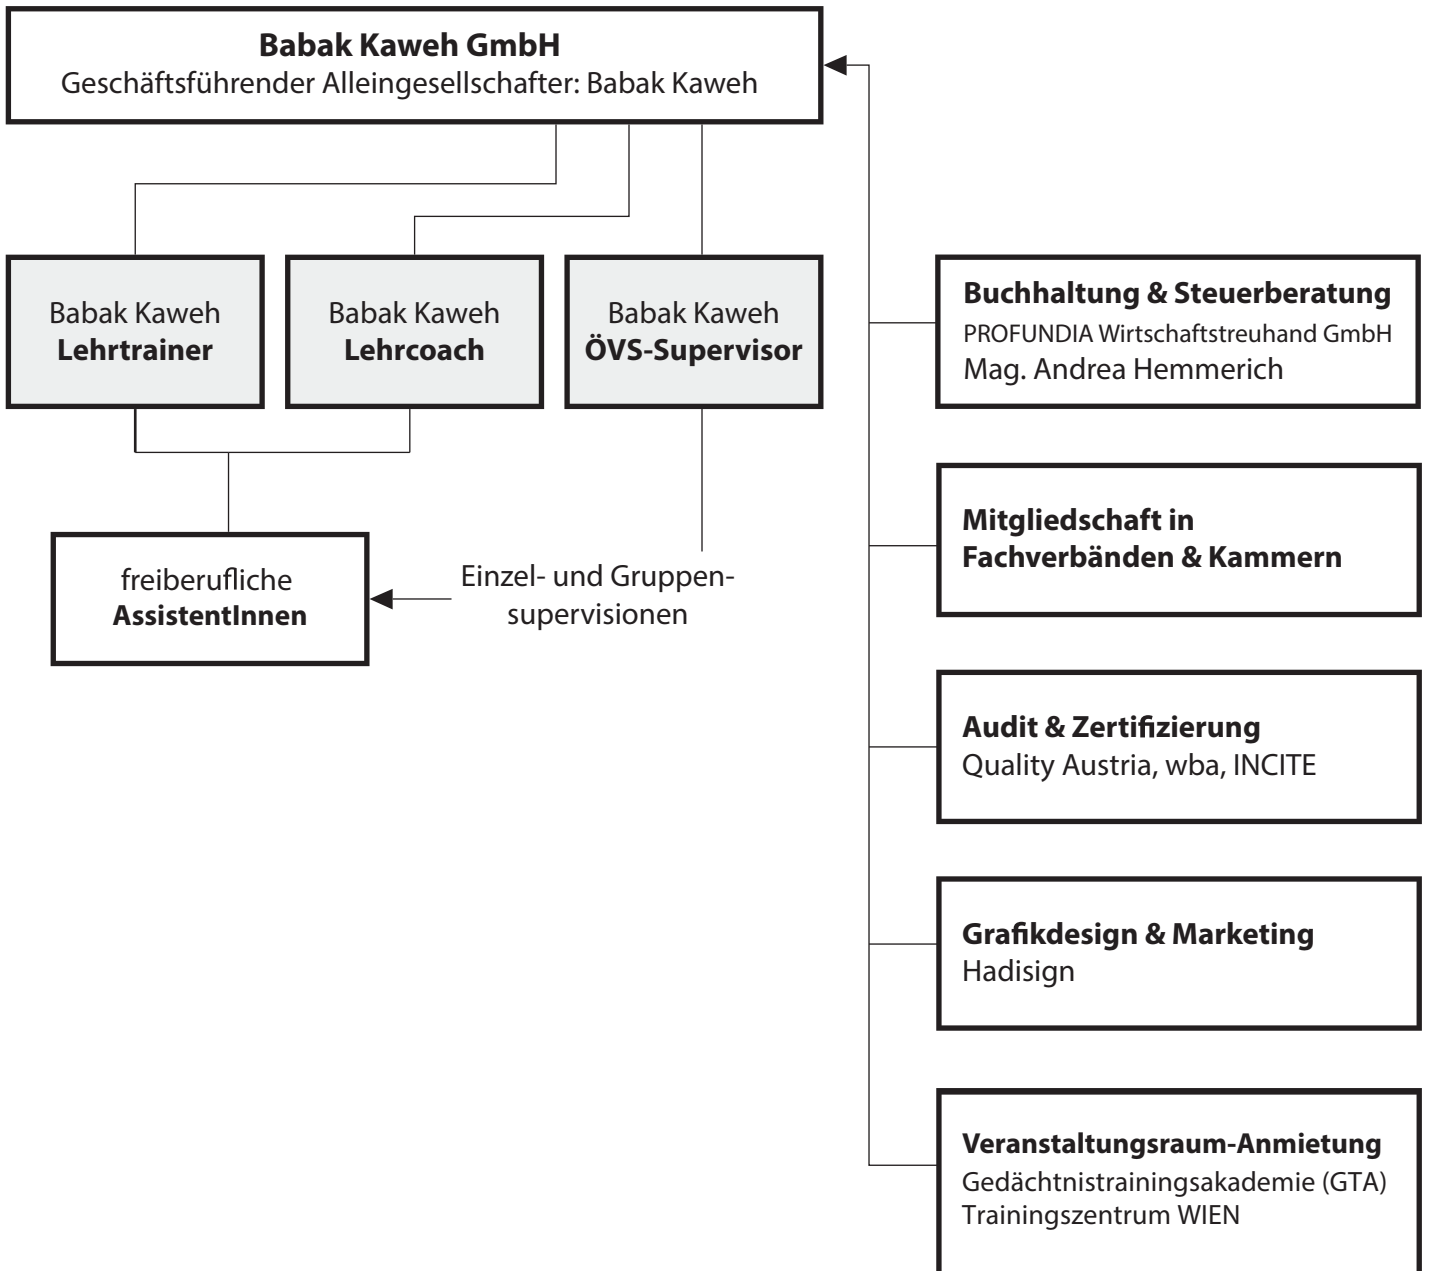 Babak Kaweh GmbH
Geschäftsführender Alleingesellschafter: Babak Kaweh
Babak Kaweh
Lehrtrainer
Babak Kaweh
Lehrcoach
Babak Kaweh
ÖVS-Supervisor
freiberufliche
AssistentInnen
Einzel- und Gruppen-
supervisionen
Buchhaltung & Steuerberatung
PROFUNDIA Wirtschaftstreuhand GmbH
Mag. Andrea Hemmerich
Mitgliedschaft in
Fachverbänden & Kammern
Audit & Zertifizierung
Quality Austria, wba, INCITE
Grafikdesign & Marketing
Hadisign
Veranstaltungsraum-Anmietung
Gedächtnistrainingsakademie (GTA)
Trainingszentrum WIEN